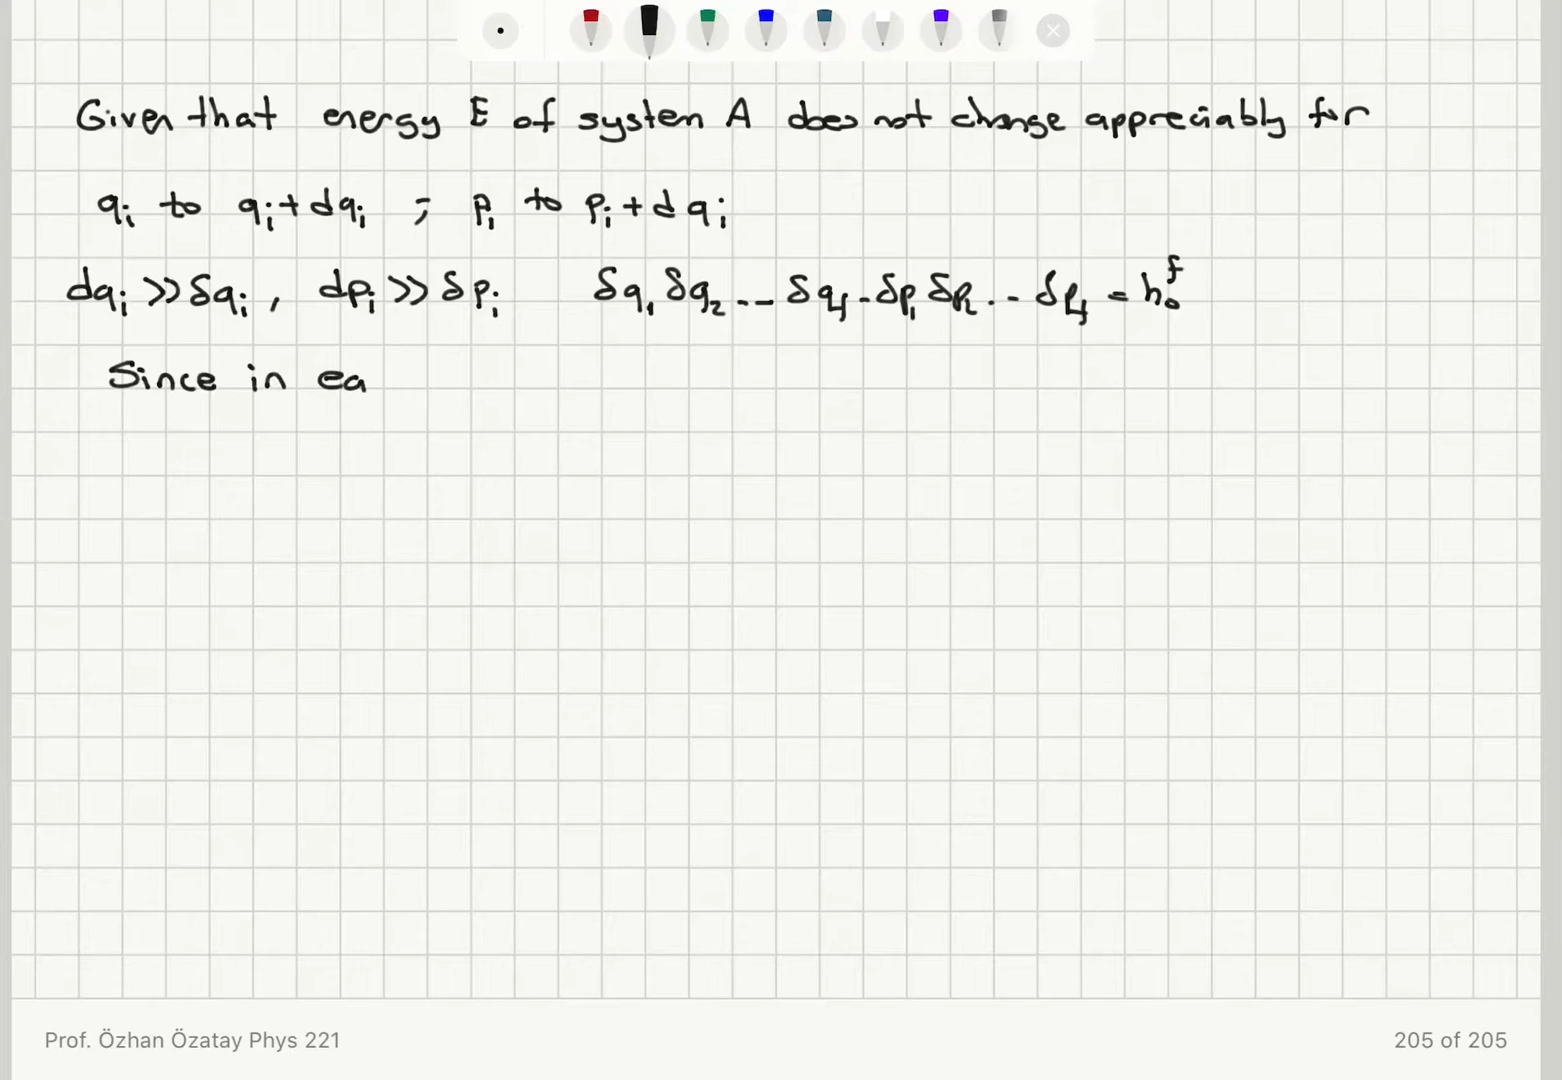 Given that energy E of system A does not change appreciably for
qᵢ to qᵢ+dqᵢ ; pᵢ to pᵢ+dqᵢ
dqᵢ >> δqᵢ , dpᵢ >> δpᵢ δq₁ δq₂ ... δq_f . δp₁ δp₂ ... δp_f = h₀^f
Since in ea
Prof. Özhan Özatay Phys 221
205 of 205